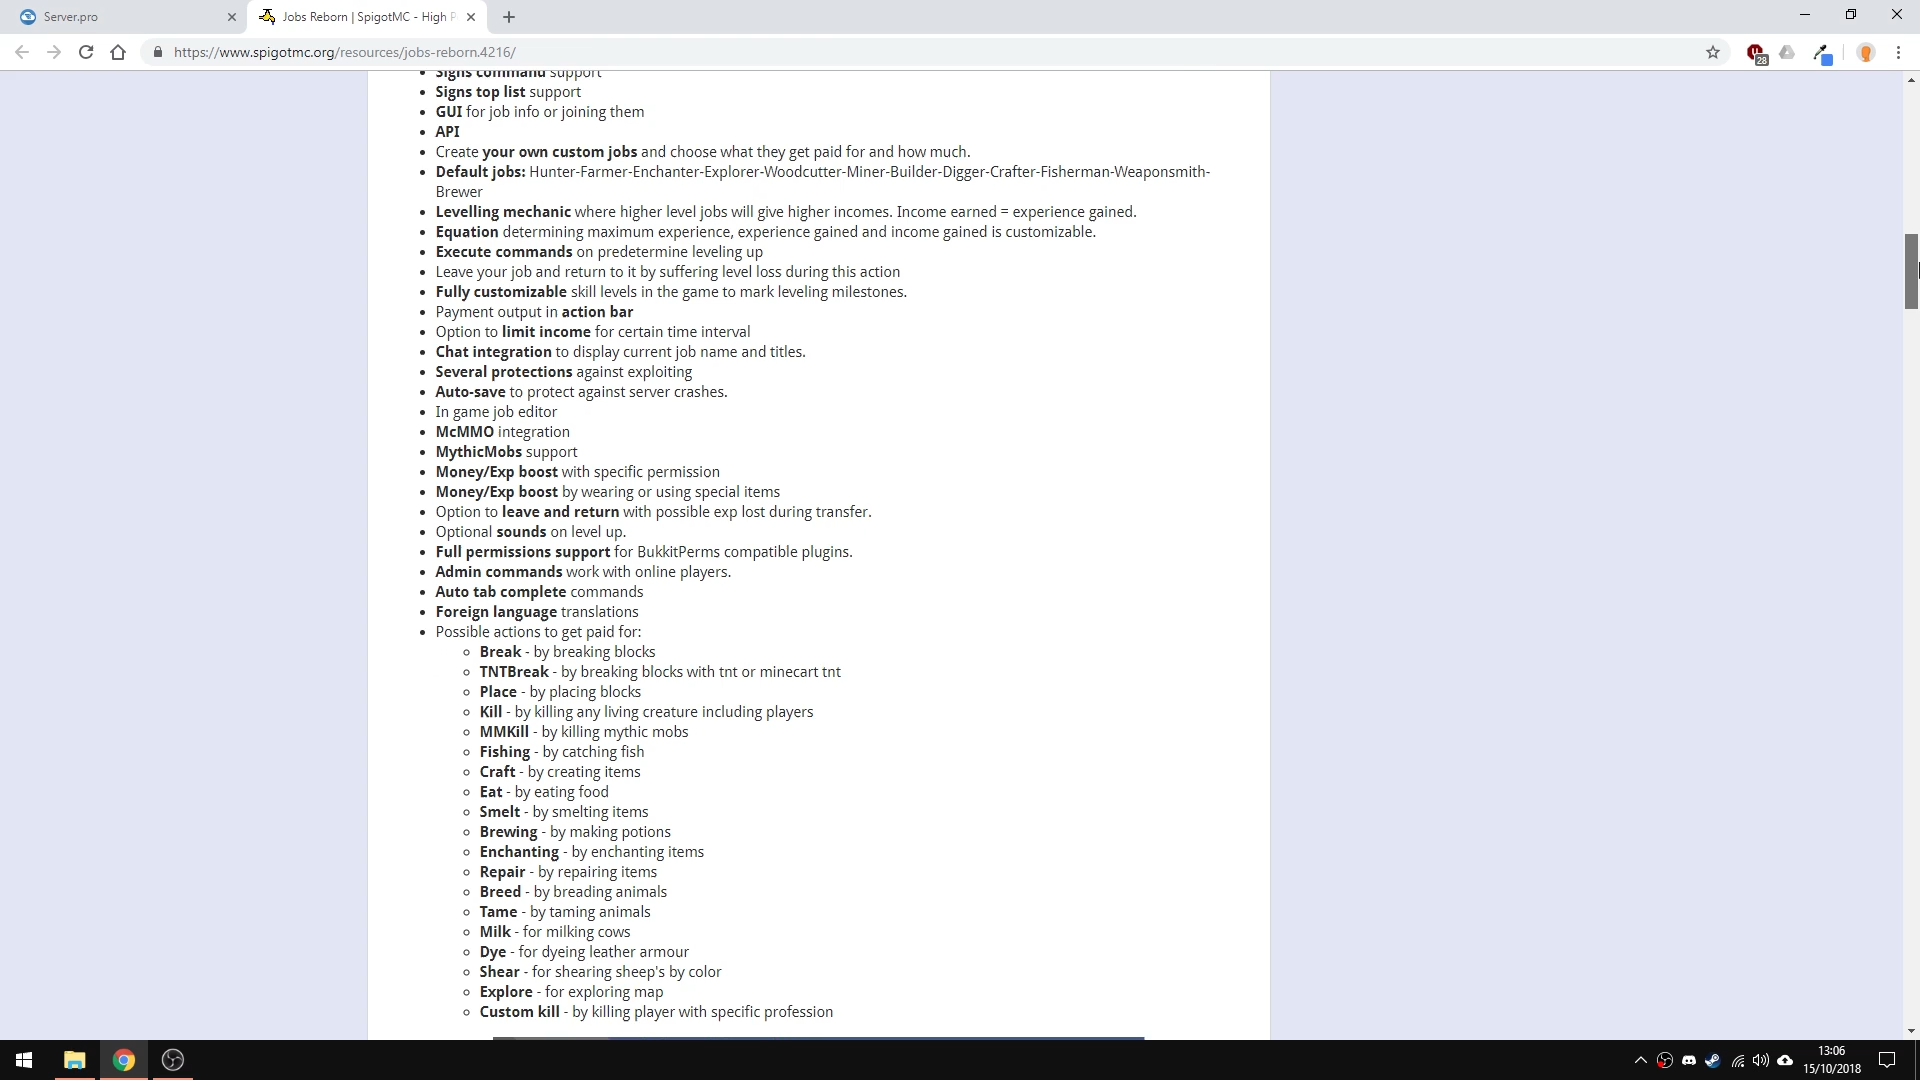 Server.pro
Jobs Reborn | SpigotMC - High P
https://www.spigotmc.org/resources/jobs-reborn.4216/
28
Signs command support
Signs top list support
GUI for job info or joining them
API
Create your own custom jobs and choose what they get paid for and how much.
Default jobs: Hunter-Farmer-Enchanter-Explorer-Woodcutter-Miner-Builder-Digger-Crafter-Fisherman-Weaponsmith-
Brewer
Levelling mechanic where higher level jobs will give higher incomes. Income earned = experience gained.
Equation determining maximum experience, experience gained and income gained is customizable.
Execute commands on predetermine leveling up
Leave your job and return to it by suffering level loss during this action
Fully customizable skill levels in the game to mark leveling milestones.
Payment output in action bar
Option to limit income for certain time interval
Chat integration to display current job name and titles.
Several protections against exploiting
Auto-save to protect against server crashes.
In game job editor
McMMO integration
MythicMobs support
Money/Exp boost with specific permission
Money/Exp boost by wearing or using special items
Option to leave and return with possible exp lost during transfer.
Optional sounds on level up.
Full permissions support for BukkitPerms compatible plugins.
Admin commands work with online players.
Auto tab complete commands
Foreign language translations
Possible actions to get paid for:
Break - by breaking blocks
TNTBreak - by breaking blocks with tnt or minecart tnt
Place - by placing blocks
Kill - by killing any living creature including players
MMKill - by killing mythic mobs
Fishing - by catching fish
Craft - by creating items
Eat - by eating food
Smelt - by smelting items
Brewing - by making potions
Enchanting - by enchanting items
Repair - by repairing items
Breed - by breading animals
Tame - by taming animals
Milk - for milking cows
Dye - for dyeing leather armour
Shear - for shearing sheep's by color
Explore - for exploring map
Custom kill - by killing player with specific profession
13:06
15/10/2018